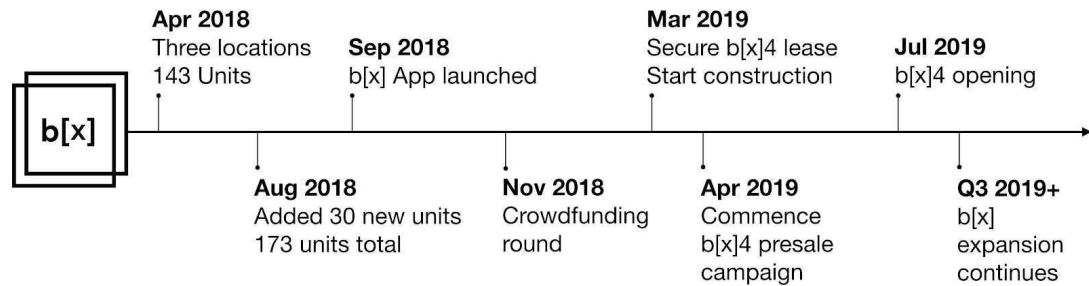 b[x]
Apr 2018
Three locations
143 Units
Aug 2018
Added 30 new units
173 units total
Sep 2018
b[x] App launched
Nov 2018
Crowdfunding
round
Mar 2019
Secure b[x]4 lease
Start construction
Apr 2019
Commence
b[x]4 presale
campaign
Jul 2019
b[x]4 opening
Q3 2019+
b[x]
expansion
continues